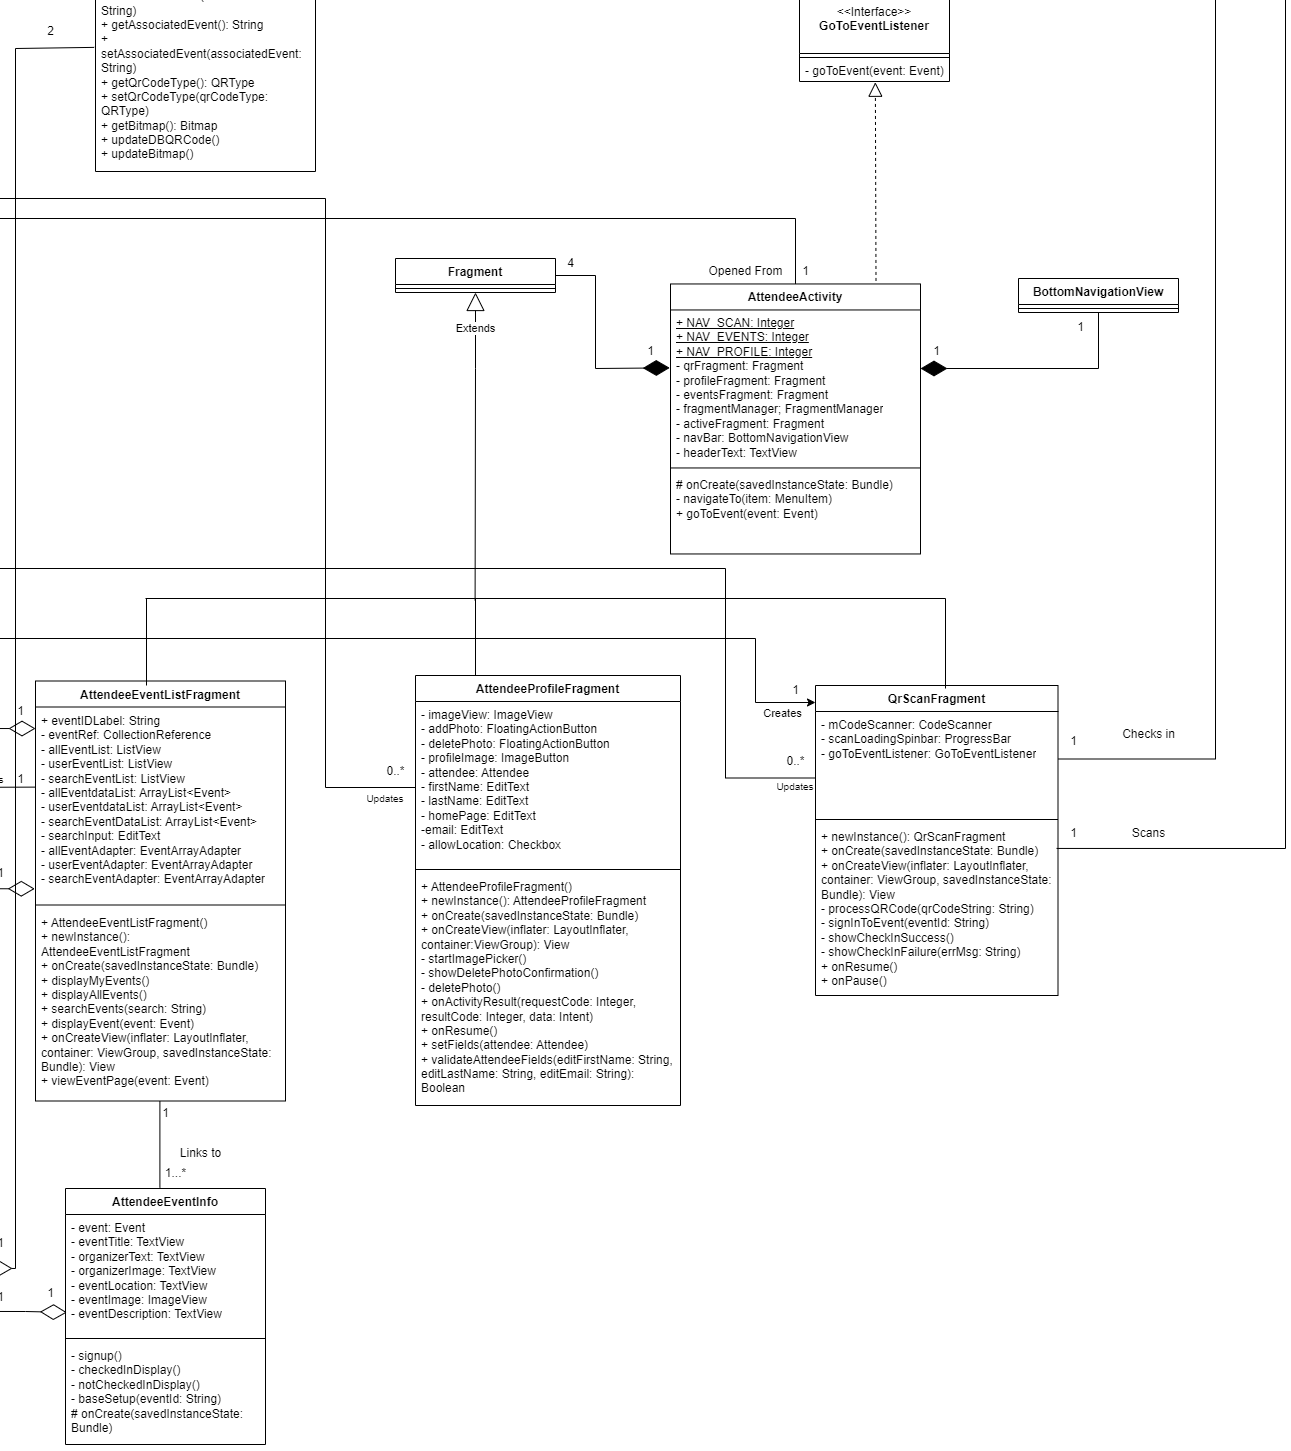 String)
+ getAssociatedEvent(): String
+
setAssociatedEvent(associatedEvent:
String)
+ getQrCodeType(): QRType
+ setQrCodeType(qrCodeType:
QRType)
+ getBitmap(): Bitmap
+ updateDBQRCode()
+ updateBitmap()
2
<<Interface>>
GoToEventListener
- goToEvent(event: Event)
Fragment
4
Extends
Opened From
1
AttendeeActivity
+ NAV_SCAN: Integer
+ NAV_EVENTS: Integer
+ NAV_PROFILE: Integer
- qrFragment: Fragment
- profileFragment: Fragment
- eventsFragment: Fragment
- fragmentManager; FragmentManager
- activeFragment: Fragment
- navBar: BottomNavigationView
- headerText: TextView
# onCreate(savedInstanceState: Bundle)
- navigateTo(item: MenuItem)
+ goToEvent(event: Event)
1
1
BottomNavigationView
1
AttendeeEventListFragment
+ eventIDLabel: String
- eventRef: CollectionReference
- allEventList: ListView
- userEventList: ListView
- searchEventList: ListView
- allEventdataList: ArrayList<Event>
- userEventdataList: ArrayList<Event>
- searchEventDataList: ArrayList<Event>
- searchInput: EditText
- allEventAdapter: EventArrayAdapter
- userEventAdapter: EventArrayAdapter
- searchEventAdapter: EventArrayAdapter
+ AttendeeEventListFragment()
+ newInstance():
AttendeeEventListFragment
+ onCreate(savedInstanceState: Bundle)
+ displayMyEvents()
+ displayAllEvents()
+ searchEvents(search: String)
+ displayEvent(event: Event)
+ onCreateView(inflater: LayoutInflater,
container: ViewGroup, savedInstanceState:
Bundle): View
+ viewEventPage(event: Event)
1
s
1
1
1
Links to
1...*
AttendeeProfileFragment
- imageView: ImageView
- addPhoto: FloatingActionButton
- deletePhoto: FloatingActionButton
- profileImage: ImageButton
- attendee: Attendee
- firstName: EditText
- lastName: EditText
- homePage: EditText
-email: EditText
- allowLocation: Checkbox
+ AttendeeProfileFragment()
+ newInstance(): AttendeeProfileFragment
+ onCreate(savedInstanceState: Bundle)
+ onCreateView(inflater: LayoutInflater,
container:ViewGroup): View
- startImagePicker()
- showDeletePhotoConfirmation()
- deletePhoto()
+ onActivityResult(requestCode: Integer,
resultCode: Integer, data: Intent)
+ onResume()
+ setFields(attendee: Attendee)
+ validateAttendeeFields(editFirstName: String,
editLastName: String, editEmail: String):
Boolean
0..*
Updates
QrScanFragment
- mCodeScanner: CodeScanner
- scanLoadingSpinbar: ProgressBar
- goToEventListener: GoToEventListener
+ newInstance(): QrScanFragment
+ onCreate(savedInstanceState: Bundle)
+ onCreateView(inflater: LayoutInflater,
container: ViewGroup, savedInstanceState:
Bundle): View
- processQRCode(qrCodeString: String)
- signInToEvent(eventId: String)
- showCheckInSuccess()
- showCheckInFailure(errMsg: String)
+ onResume()
+ onPause()
1
Creates
0..*
Updates
1
Checks in
1
Scans
AttendeeEventInfo
- event: Event
- eventTitle: TextView
- organizerText: TextView
- organizerImage: TextView
- eventLocation: TextView
- eventImage: ImageView
- eventDescription: TextView
- signup()
- checkedInDisplay()
- notCheckedInDisplay()
- baseSetup(eventId: String)
# onCreate(savedInstanceState:
Bundle)
1
1
1